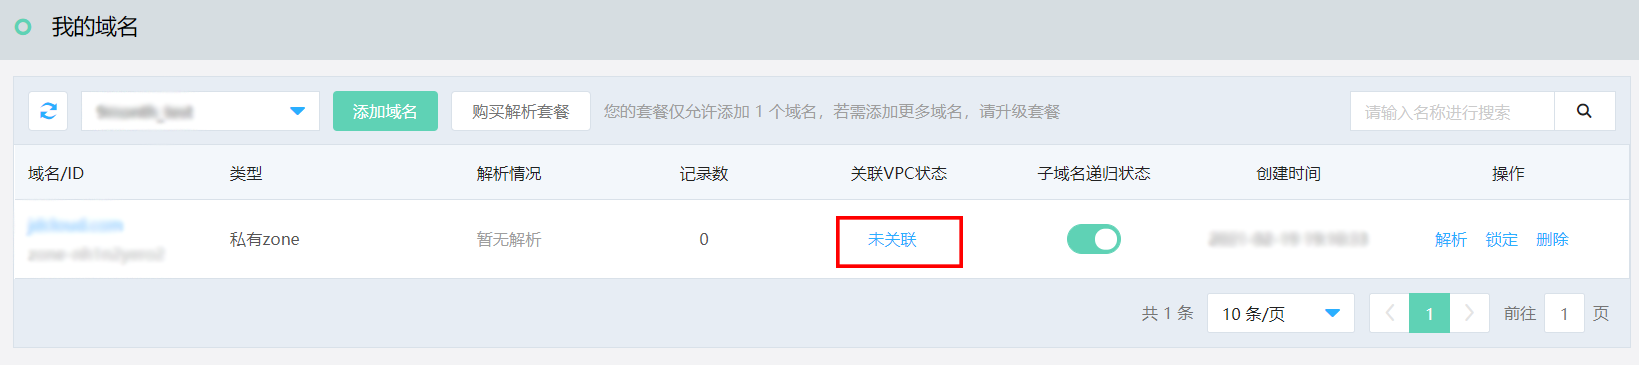 我的域名
添加域名 购买解析套餐 您的套餐仅允许添加 1 个域名，若需添加更多域名，请升级套餐 请输入名称进行搜索
域名/ID 类型 解析情况 记录数 关联VPC状态 子域名递归状态 创建时间 操作
私有zone 暂无解析 0 未关联 解析 锁定 删除
共 1 条 10 条/页 1 前往 1 页